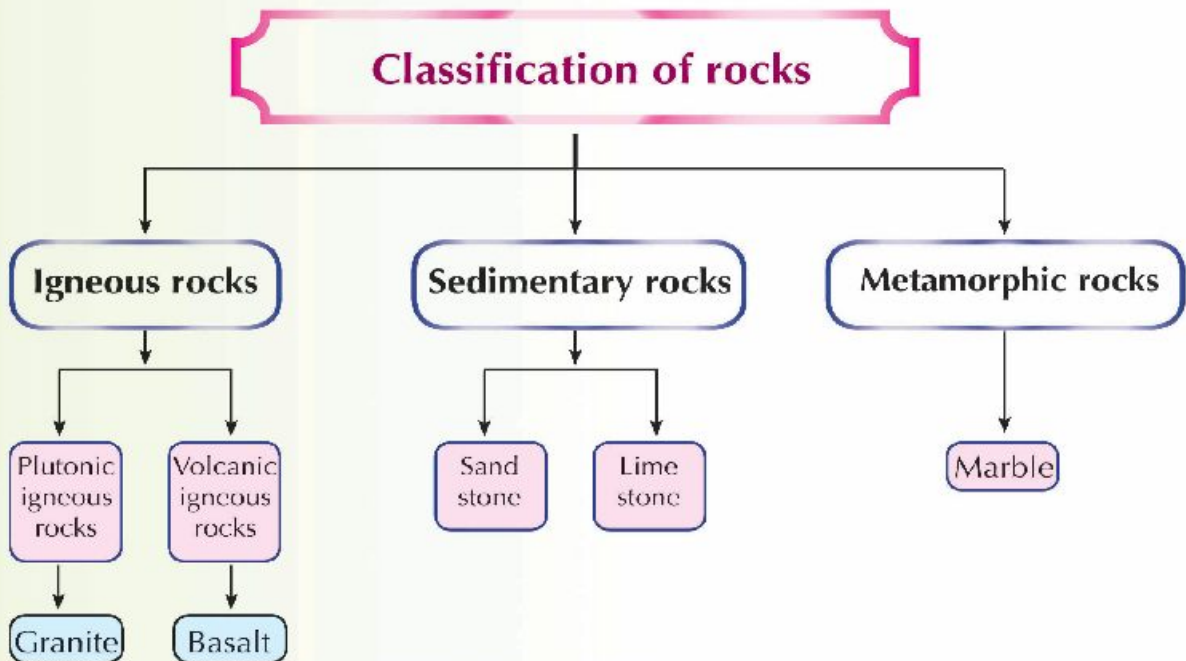 Classification of rocks
Igneous rocks
Sedimentary rocks
Metamorphic rocks
Plutonic
igneous
rocks
Volcanic
igneous
rocks
Sand
stone
Lime
stone
Marble
Granite
Basalt